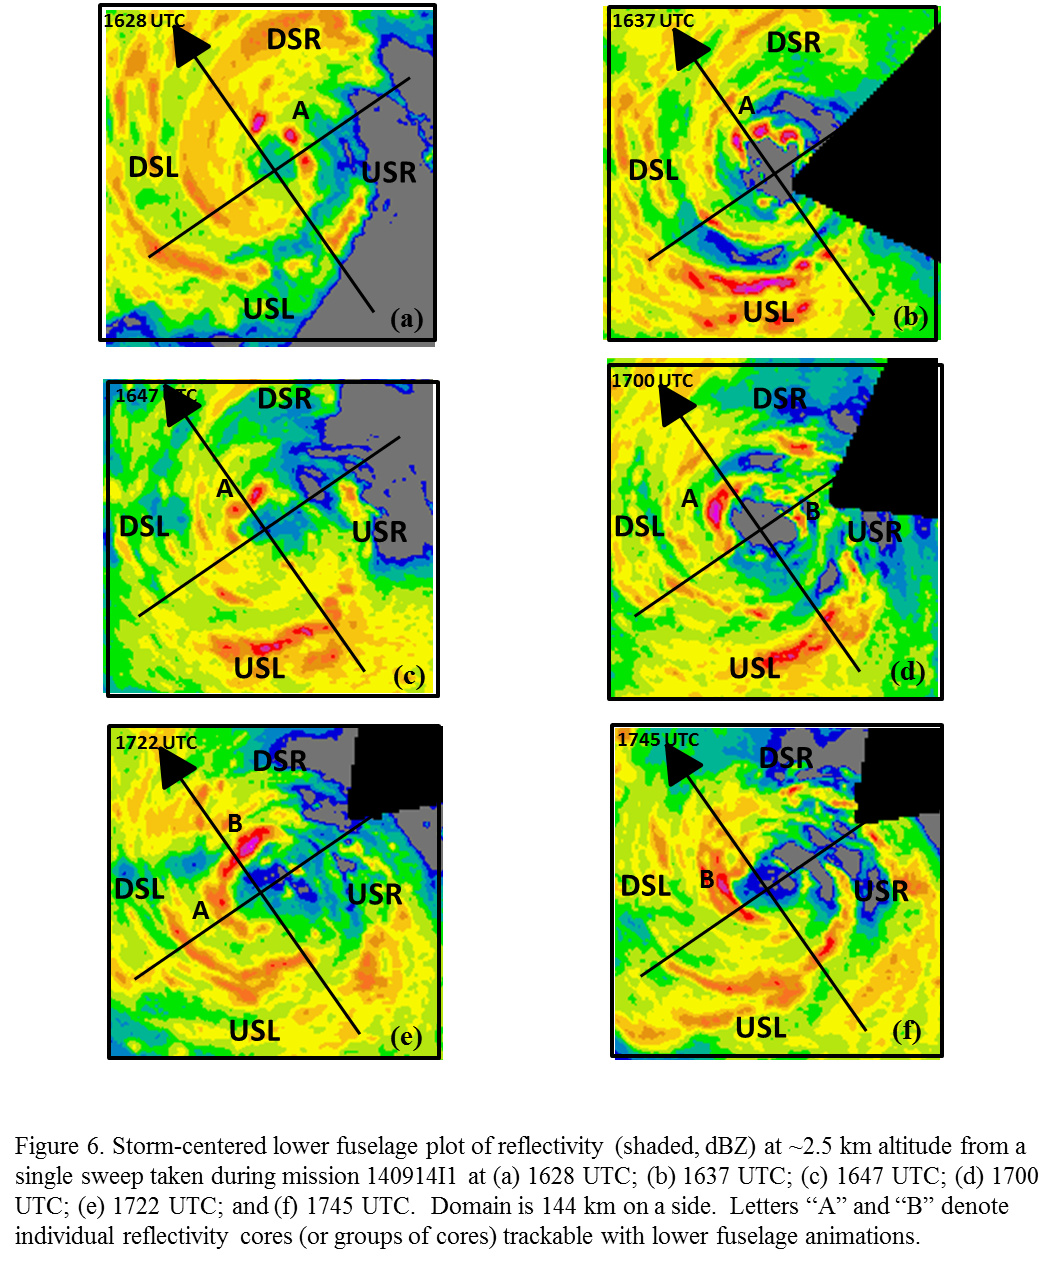 1628 UTC
DSR
A
DSL
USR
USL
(a)
1637 UTC
DSR
A
DSL
USL
(b)
1647 UTC
DSR
A
DSL
USR
USL
(c)
1700 UTC
DSR
A
B
DSL
USR
USL
(d)
1722 UTC
DSR
B
DSL
A
USR
USL
(e)
1745 UTC
DSR
B
DSL
USR
USL
(f)
Figure 6. Storm-centered lower fuselage plot of reflectivity (shaded, dBZ) at ~2.5 km altitude from a
single sweep taken during mission 140914I1 at (a) 1628 UTC; (b) 1637 UTC; (c) 1647 UTC; (d) 1700
UTC; (e) 1722 UTC; and (f) 1745 UTC. Domain is 144 km on a side. Letters “A” and “B” denote
individual reflectivity cores (or groups of cores) trackable with lower fuselage animations.